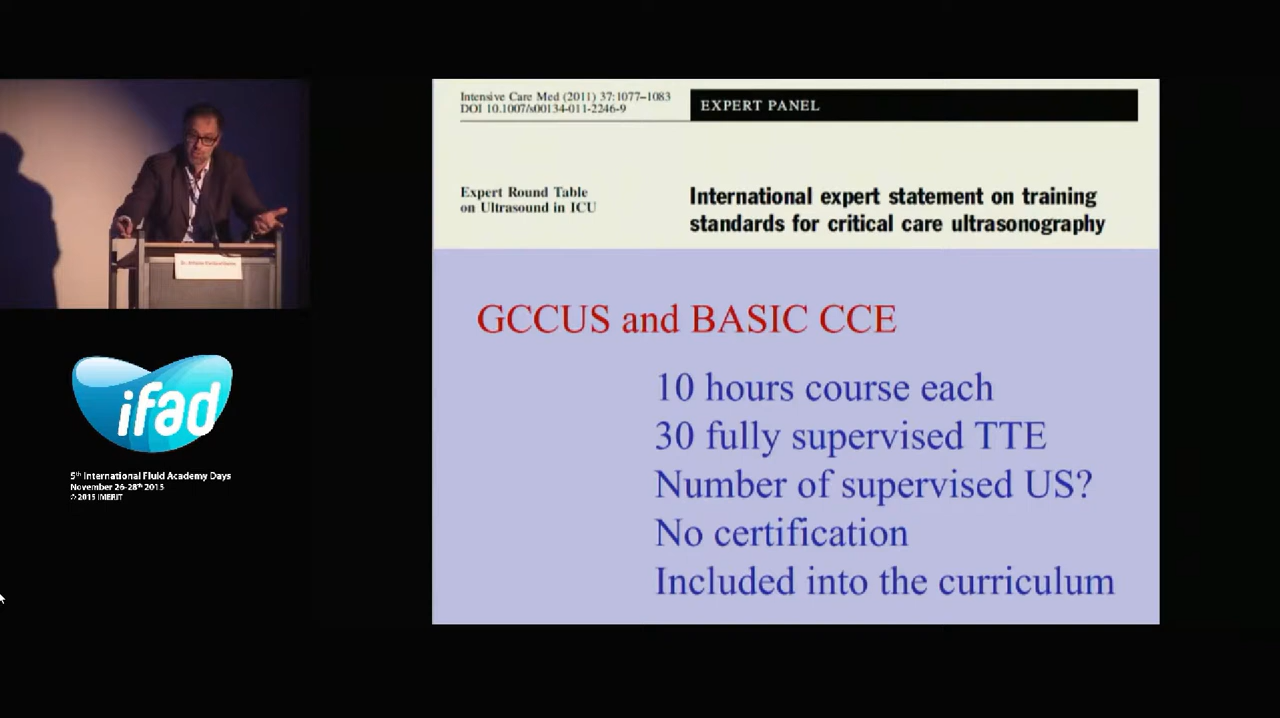 Intensive Care Med (2011) 37:1077–1083
DOI 10.1007/s00134-011-2246-9
EXPERT PANEL
Expert Round Table
on Ultrasound in ICU
International expert statement on training
standards for critical care ultrasonography
GCCUS and BASIC CCE
10 hours course each
30 fully supervised TTE
Number of supervised US?
No certification
Included into the curriculum
ifad
5th International Fluid Academy Days
November 26-28th 2015
© 2015 IMERIT